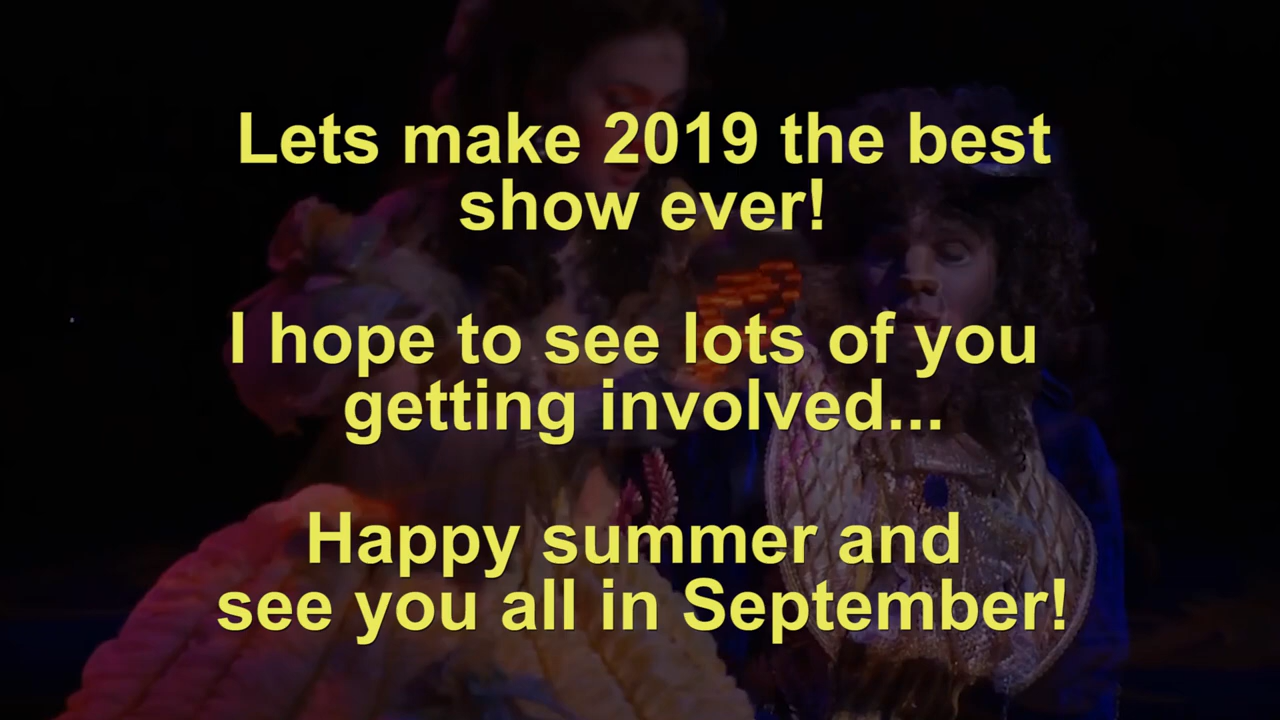 Lets make 2019 the best
show ever!
I hope to see lots of you
getting involved...
Happy summer and
see you all in September!